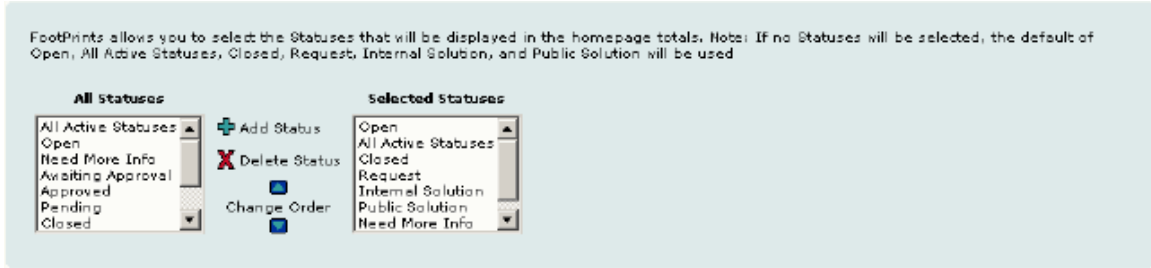 FootPrints allows you to select the Statuses that will be displayed in the homepage totals. Note: If no Statuses will be selected, the default of
Open, All Active Statuses, Closed, Request, Internal Solution, and Public Solution will be used
All Statuses
All Active Statuses
Open
Need More Info
Awaiting Approval
Approved
Pending
Closed
Add Status
Delete Status
Change Order
Selected Statuses
Open
All Active Statuses
Closed
Request
Internal Solution
Public Solution
Need More Info